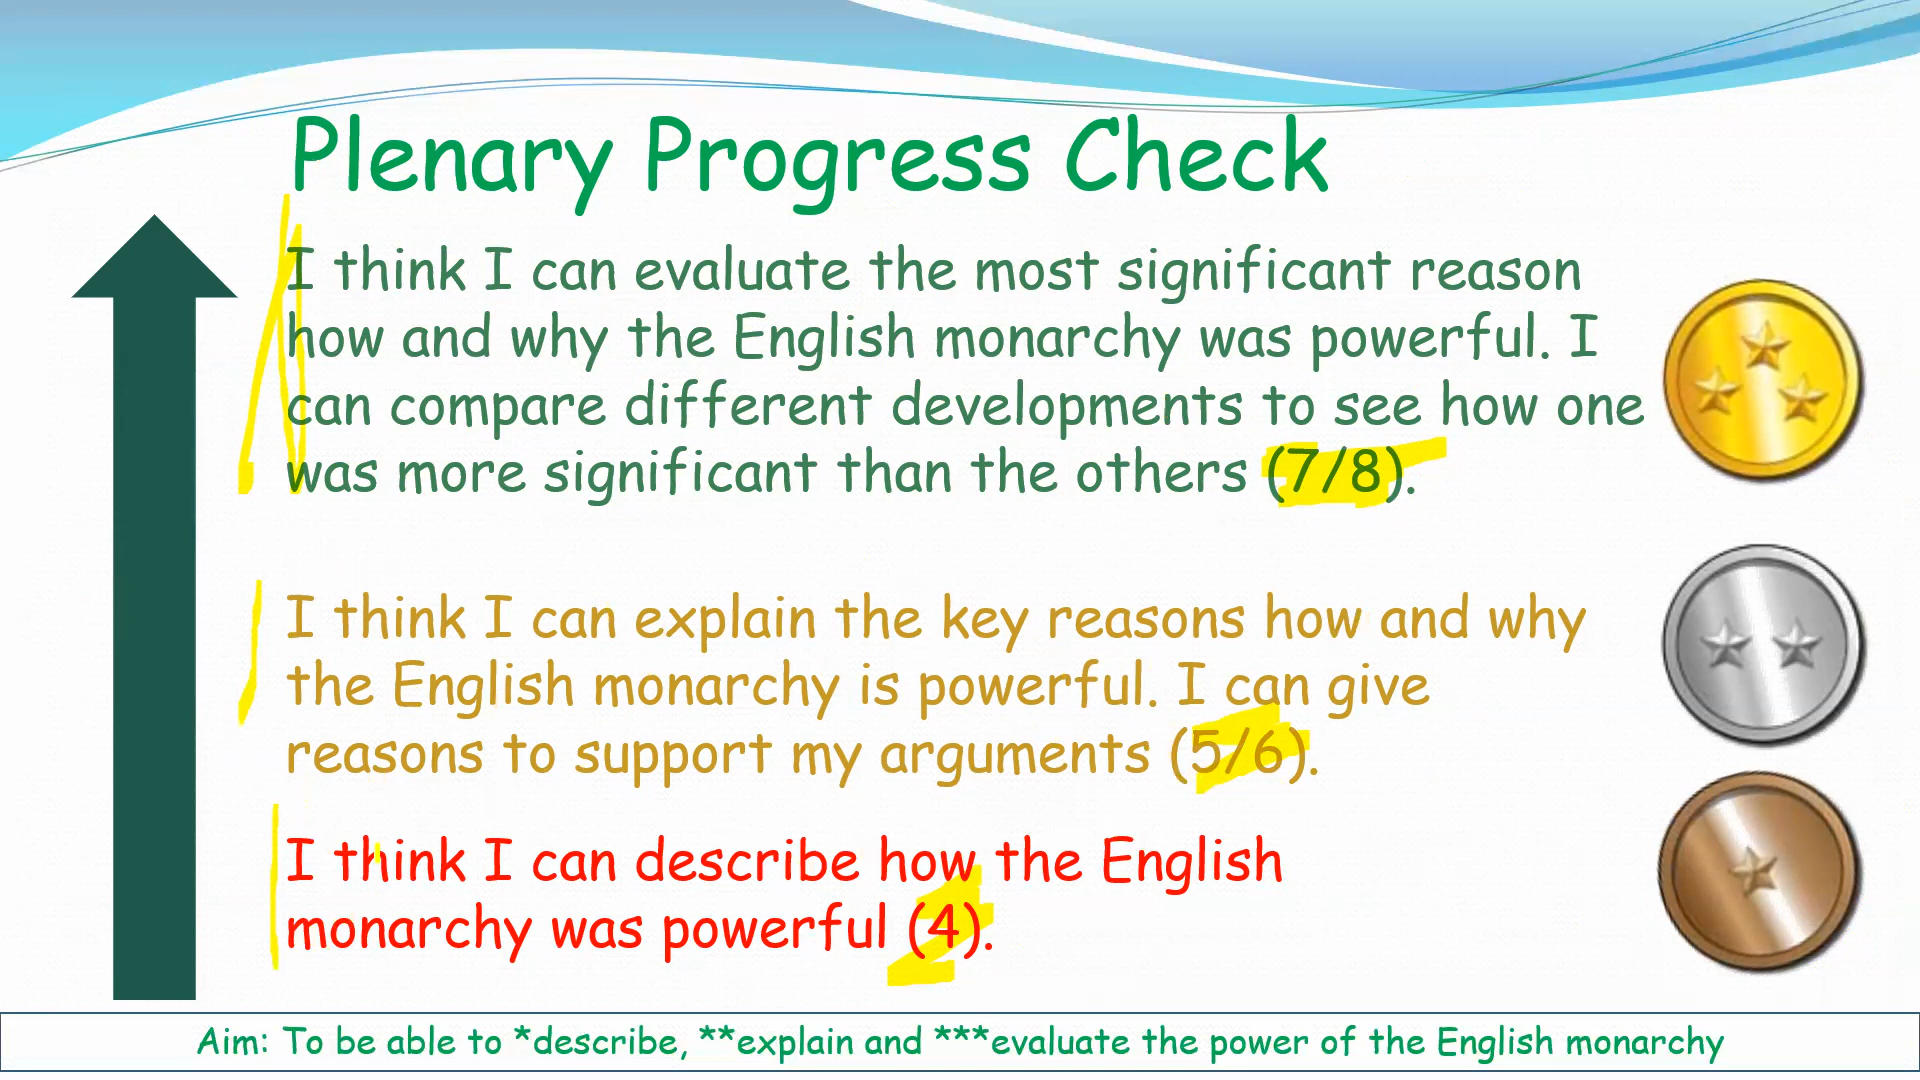 Plenary Progress Check
I think I can evaluate the most significant reason
how and why the English monarchy was powerful. I
can compare different developments to see how one
was more significant than the others (7/8).
I think I can explain the key reasons how and why
the English monarchy is powerful. I can give
reasons to support my arguments (5/6).
I think I can describe how the English
monarchy was powerful (4).
Aim: To be able to *describe, **explain and ***evaluate the power of the English monarchy